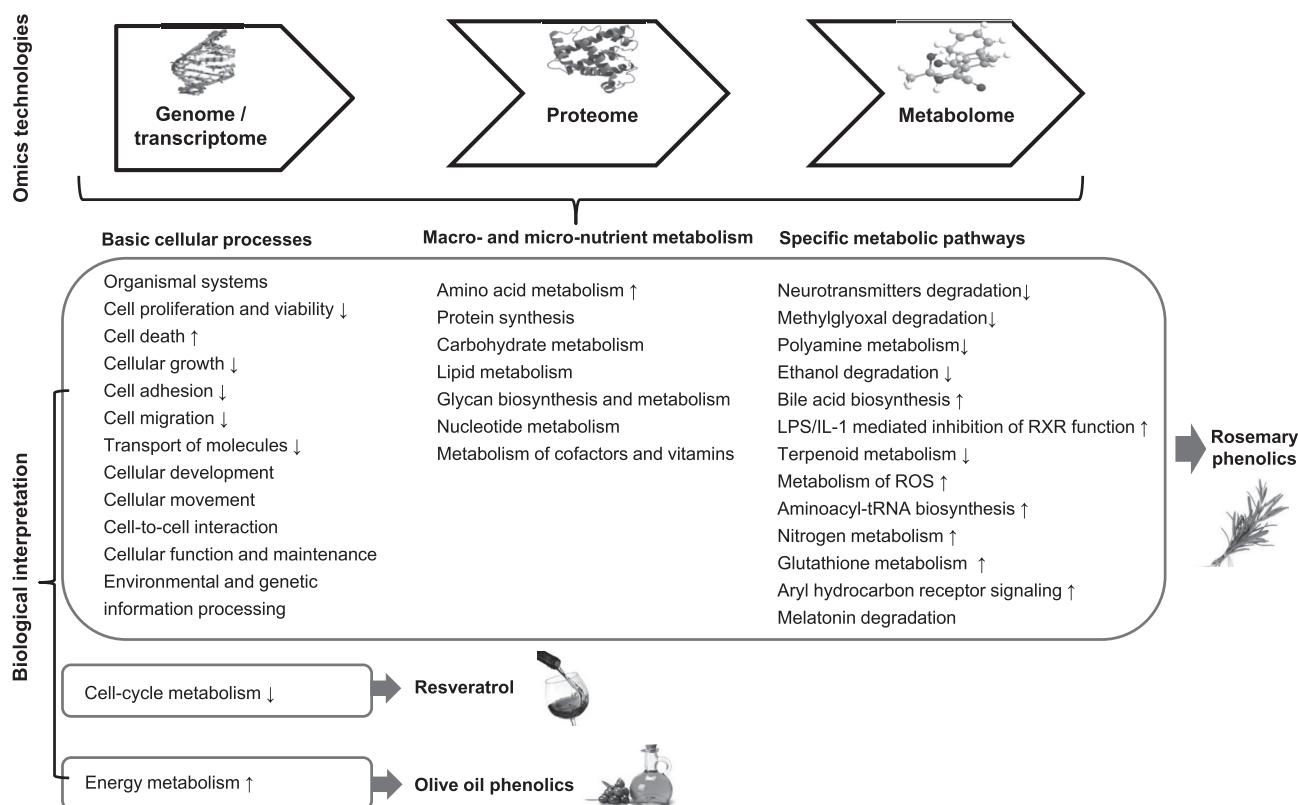 Omics technologies
Genome /
transcriptome
Proteome
Metabolome
Basic cellular processes
Macro- and micro-nutrient metabolism
Specific metabolic pathways
Organismal systems
Cell proliferation and viability ↓
Cell death ↑
Cellular growth ↓
Cell adhesion ↓
Cell migration ↓
Transport of molecules ↓
Cellular development
Cellular movement
Cell-to-cell interaction
Cellular function and maintenance
Environmental and genetic
information processing
Amino acid metabolism ↑
Protein synthesis
Carbohydrate metabolism
Lipid metabolism
Glycan biosynthesis and metabolism
Nucleotide metabolism
Metabolism of cofactors and vitamins
Neurotransmitters degradation↓
Methylglyoxal degradation↓
Polyamine metabolism↓
Ethanol degradation ↓
Bile acid biosynthesis ↑
LPS/IL-1 mediated inhibition of RXR function ↑
Terpenoid metabolism ↓
Metabolism of ROS ↑
Aminoacyl-tRNA biosynthesis ↑
Nitrogen metabolism ↑
Glutathione metabolism ↑
Aryl hydrocarbon receptor signaling ↑
Melatonin degradation
Rosemary
phenolics
Biological interpretation
Cell-cycle metabolism ↓
Resveratrol
Energy metabolism ↑
Olive oil phenolics